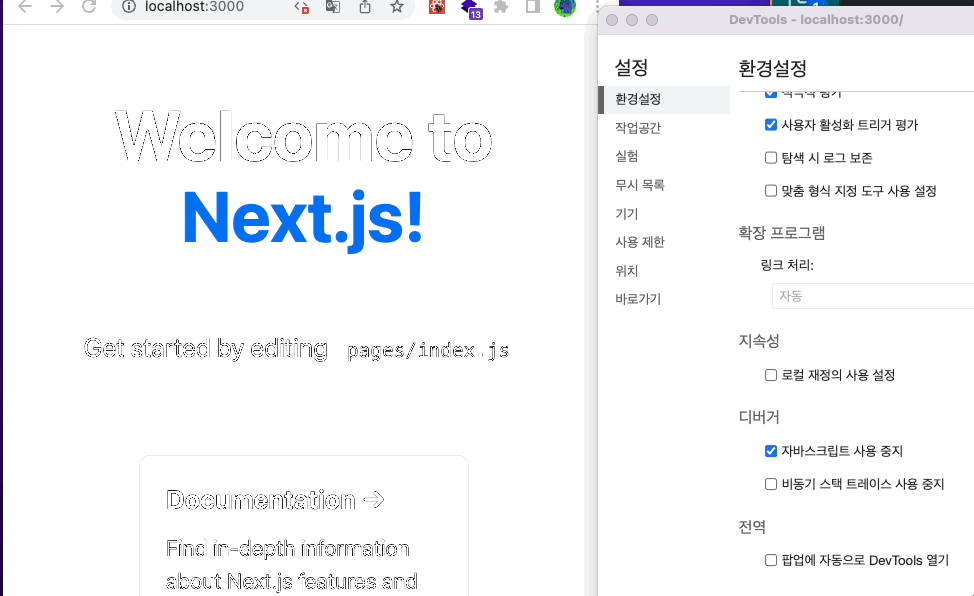 localhost:3000
13
Welcome to
Next.js!
Get started by editing pages/index.js
Documentation →
Find in-depth information
about Next.js features and
DevTools - localhost:3000/
설정
환경설정
작업공간
실험
무시 목록
기기
사용 제한
위치
바로가기
환경설정
적극적 평가
사용자 활성화 트리거 평가
탐색 시 로그 보존
맞춤 형식 지정 도구 사용 설정
확장 프로그램
링크 처리:
자동
지속성
로컬 재정의 사용 설정
디버거
자바스크립트 사용 중지
비동기 스택 트레이스 사용 중지
전역
팝업에 자동으로 DevTools 열기